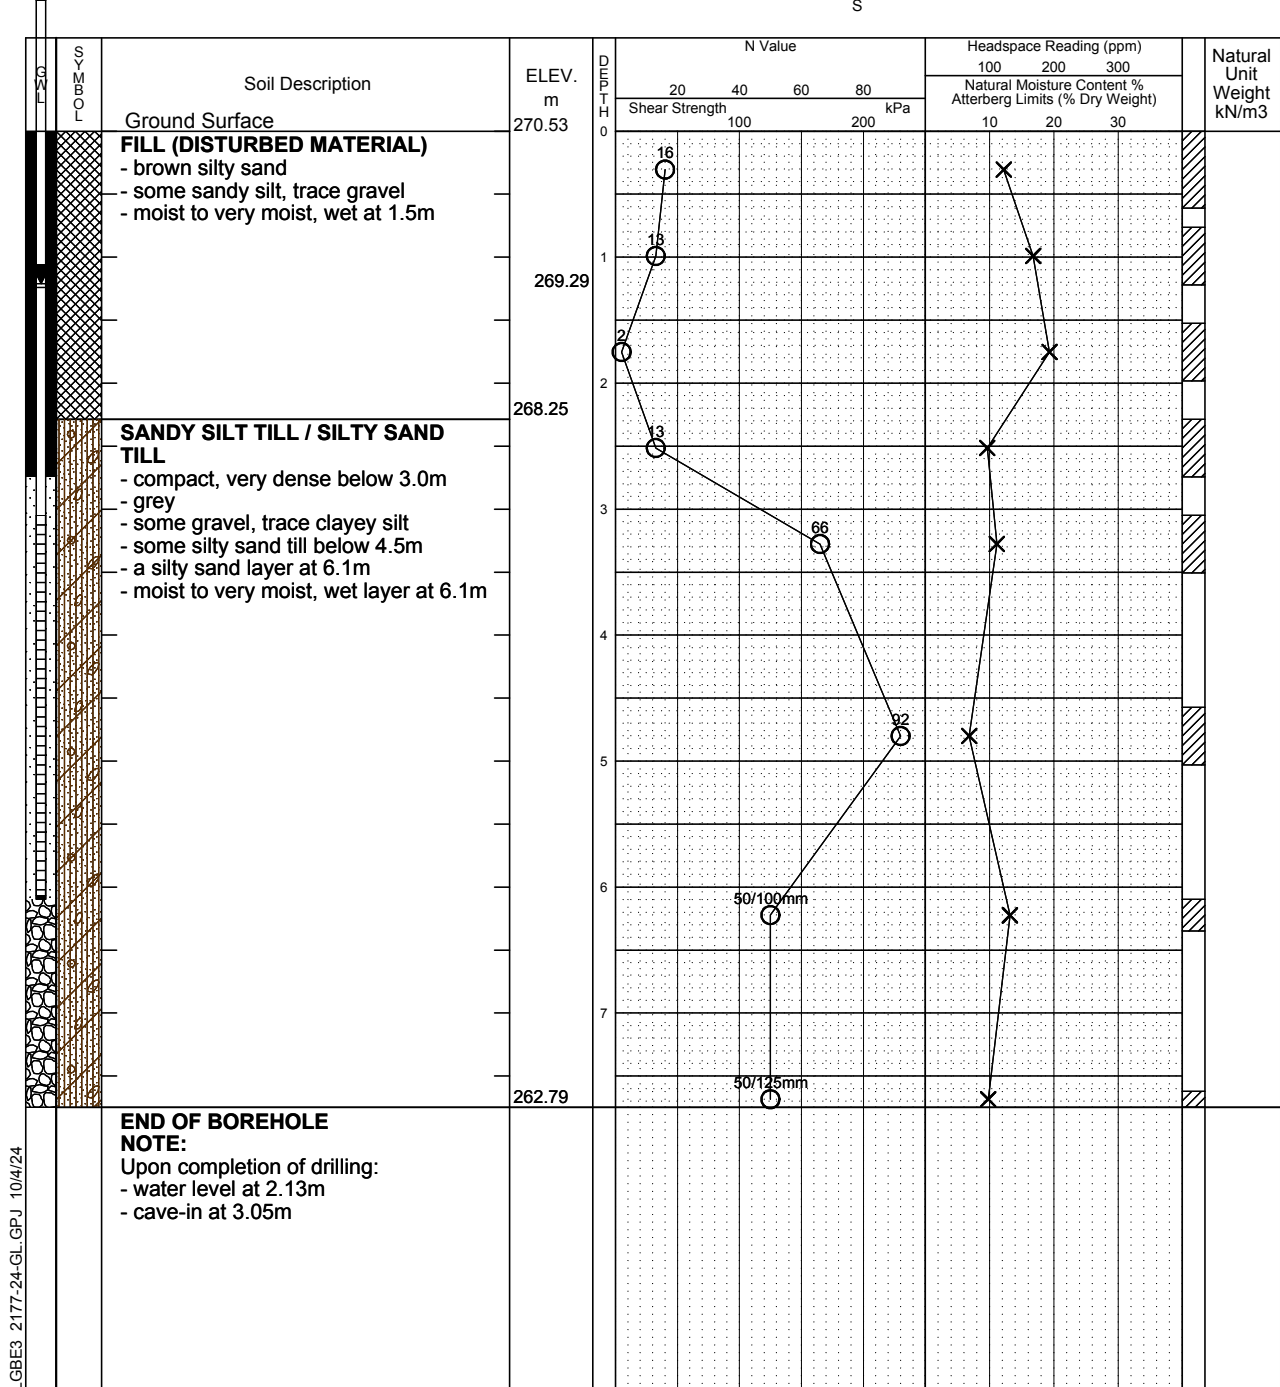 S
GWL
SYMBOL
Soil Description
ELEV.
m
DEPTH
N Value
20 40 60 80
Shear Strength kPa
100 200
Headspace Reading (ppm)
100 200 300
Natural Moisture Content %
Atterberg Limits (% Dry Weight)
10 20 30
Natural
Unit
Weight
kN/m3
Ground Surface
270.53
0
FILL (DISTURBED MATERIAL)
- brown silty sand
- some sandy silt, trace gravel
- moist to very moist, wet at 1.5m
16
13
1
269.29
2
2
268.25
SANDY SILT TILL / SILTY SAND
TILL
- compact, very dense below 3.0m
- grey
- some gravel, trace clayey silt
- some silty sand till below 4.5m
- a silty sand layer at 6.1m
- moist to very moist, wet layer at 6.1m
13
3
66
4
92
5
6
50/100mm
7
50/125mm
262.79
END OF BOREHOLE
NOTE:
Upon completion of drilling:
- water level at 2.13m
- cave-in at 3.05m
GBE3 2177-24-GL.GPJ 10/4/24